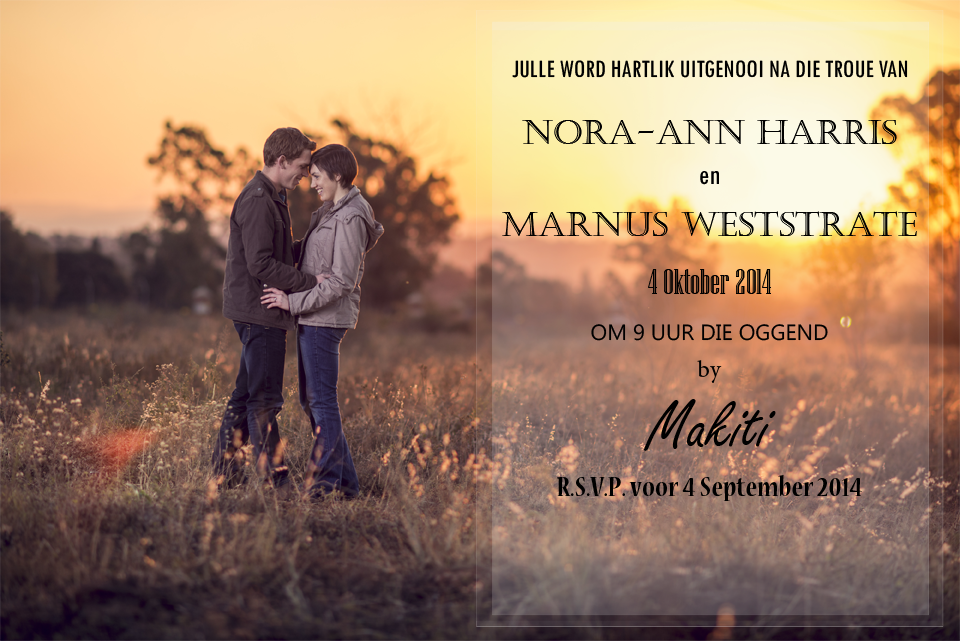 JULLE WORD HARTLIK UITGENOOI NA DIE TROUE VAN
NORA-ANN HARRIS
en
MARNUS WESTSTRATE
4 Oktober 2014
OM 9 UUR DIE OGGEND
by
Makiti
R.S.V.P. voor 4 September 2014